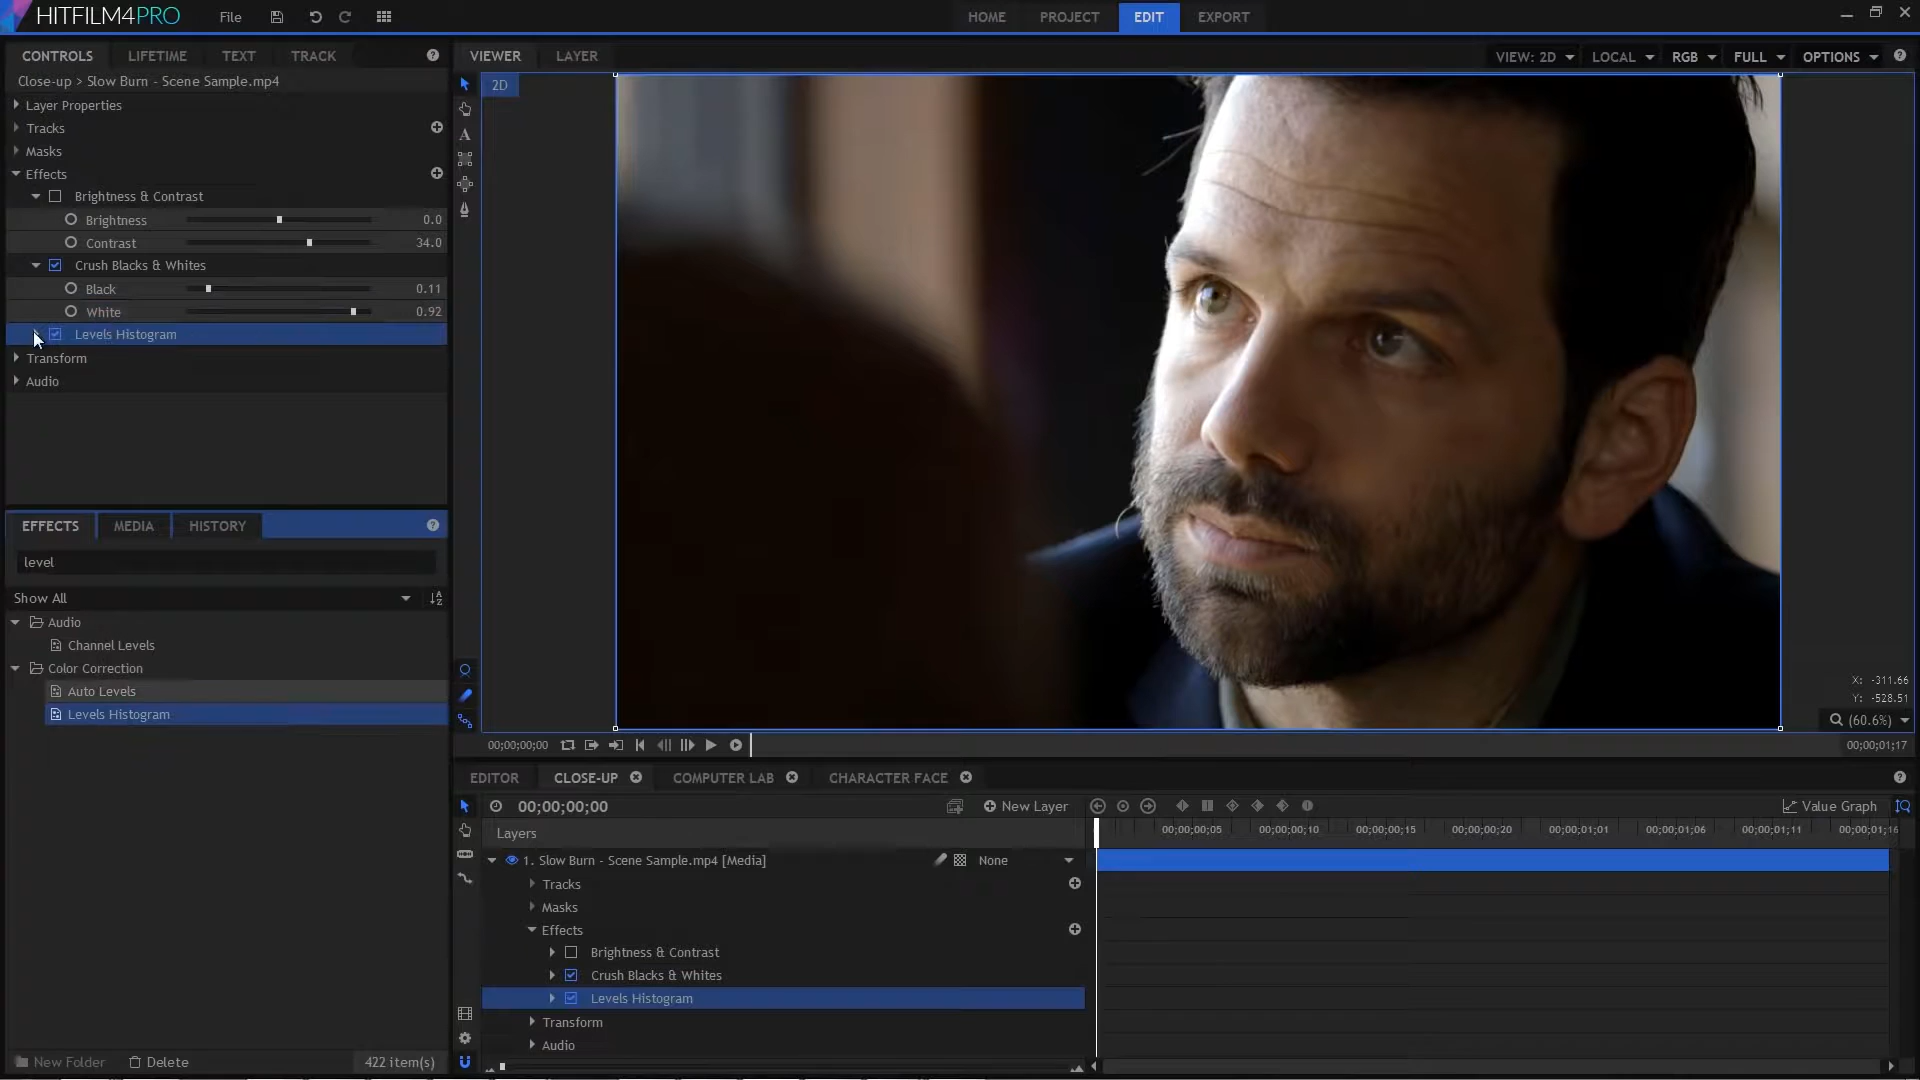 HITFILM4PRO File HOME PROJECT EDIT EXPORT
CONTROLS LIFETIME TEXT TRACK
Close-up > Slow Burn - Scene Sample.mp4
Layer Properties
Tracks
Masks
Effects
Brightness & Contrast
Brightness 0.0
Contrast 34.0
Crush Blacks & Whites
Black 0.11
White 0.92
Levels Histogram
Transform
Audio
EFFECTS MEDIA HISTORY
level
Show All
Audio
Channel Levels
Color Correction
Auto Levels
Levels Histogram
New Folder Delete 422 item(s)
VIEWER LAYER VIEW: 2D LOCAL RGB FULL OPTIONS
2D
A
X: -311.66
Y: -528.51
(60.6%)
00;00;00;00 00;00;01;17
EDITOR CLOSE-UP COMPUTER LAB CHARACTER FACE
00;00;00;00 New Layer Value Graph
Layers 00;00;00;05 00;00;00;10 00;00;00;15 00;00;00;20 00;00;01;01 00;00;01;06 00;00;01;11 00;00;01;16
1. Slow Burn - Scene Sample.mp4 [Media] None
Tracks
Masks
Effects
Brightness & Contrast
Crush Blacks & Whites
Levels Histogram
Transform
Audio